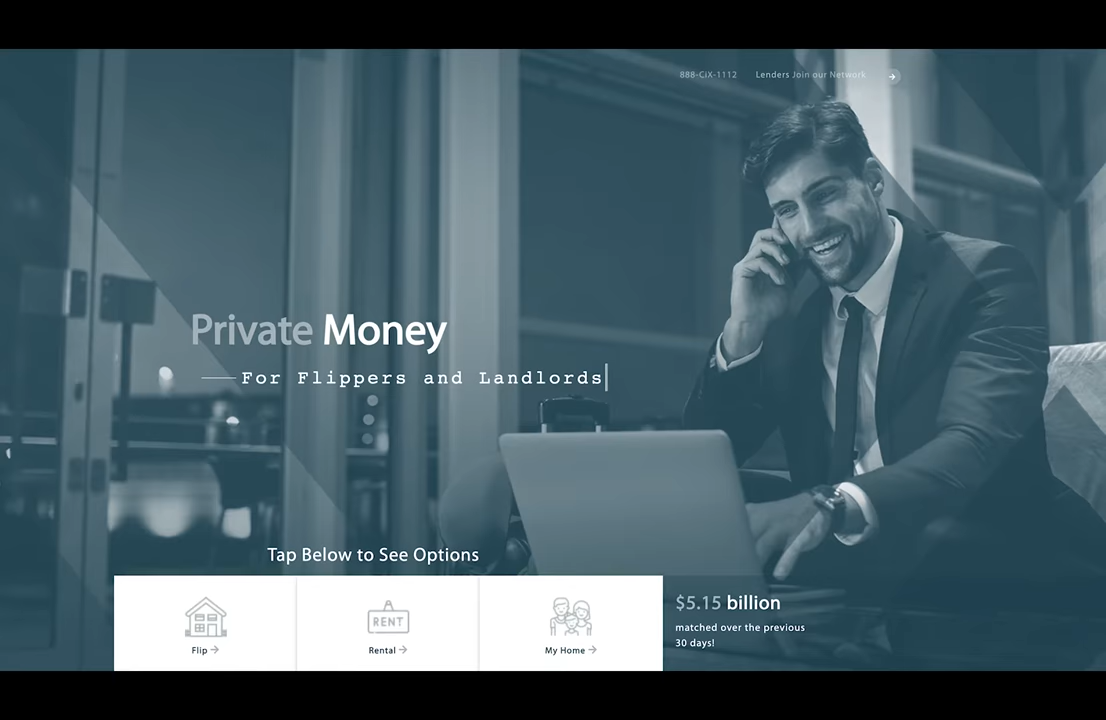 888-CiX-1112 Lenders Join our Network
Private Money
For Flippers and Landlords
Tap Below to See Options
RENT
Flip
Rental
My Home
$5.15 billion
matched over the previous
30 days!